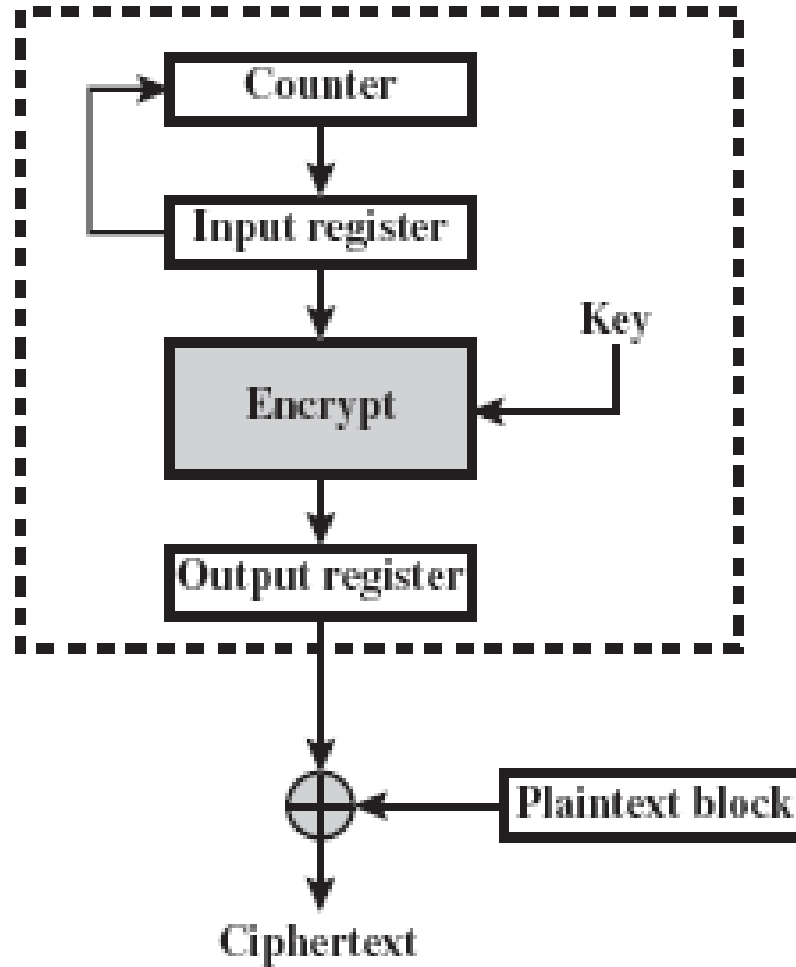 Counter
Input register
Key
Encrypt
Output register
Plaintext block
Ciphertext